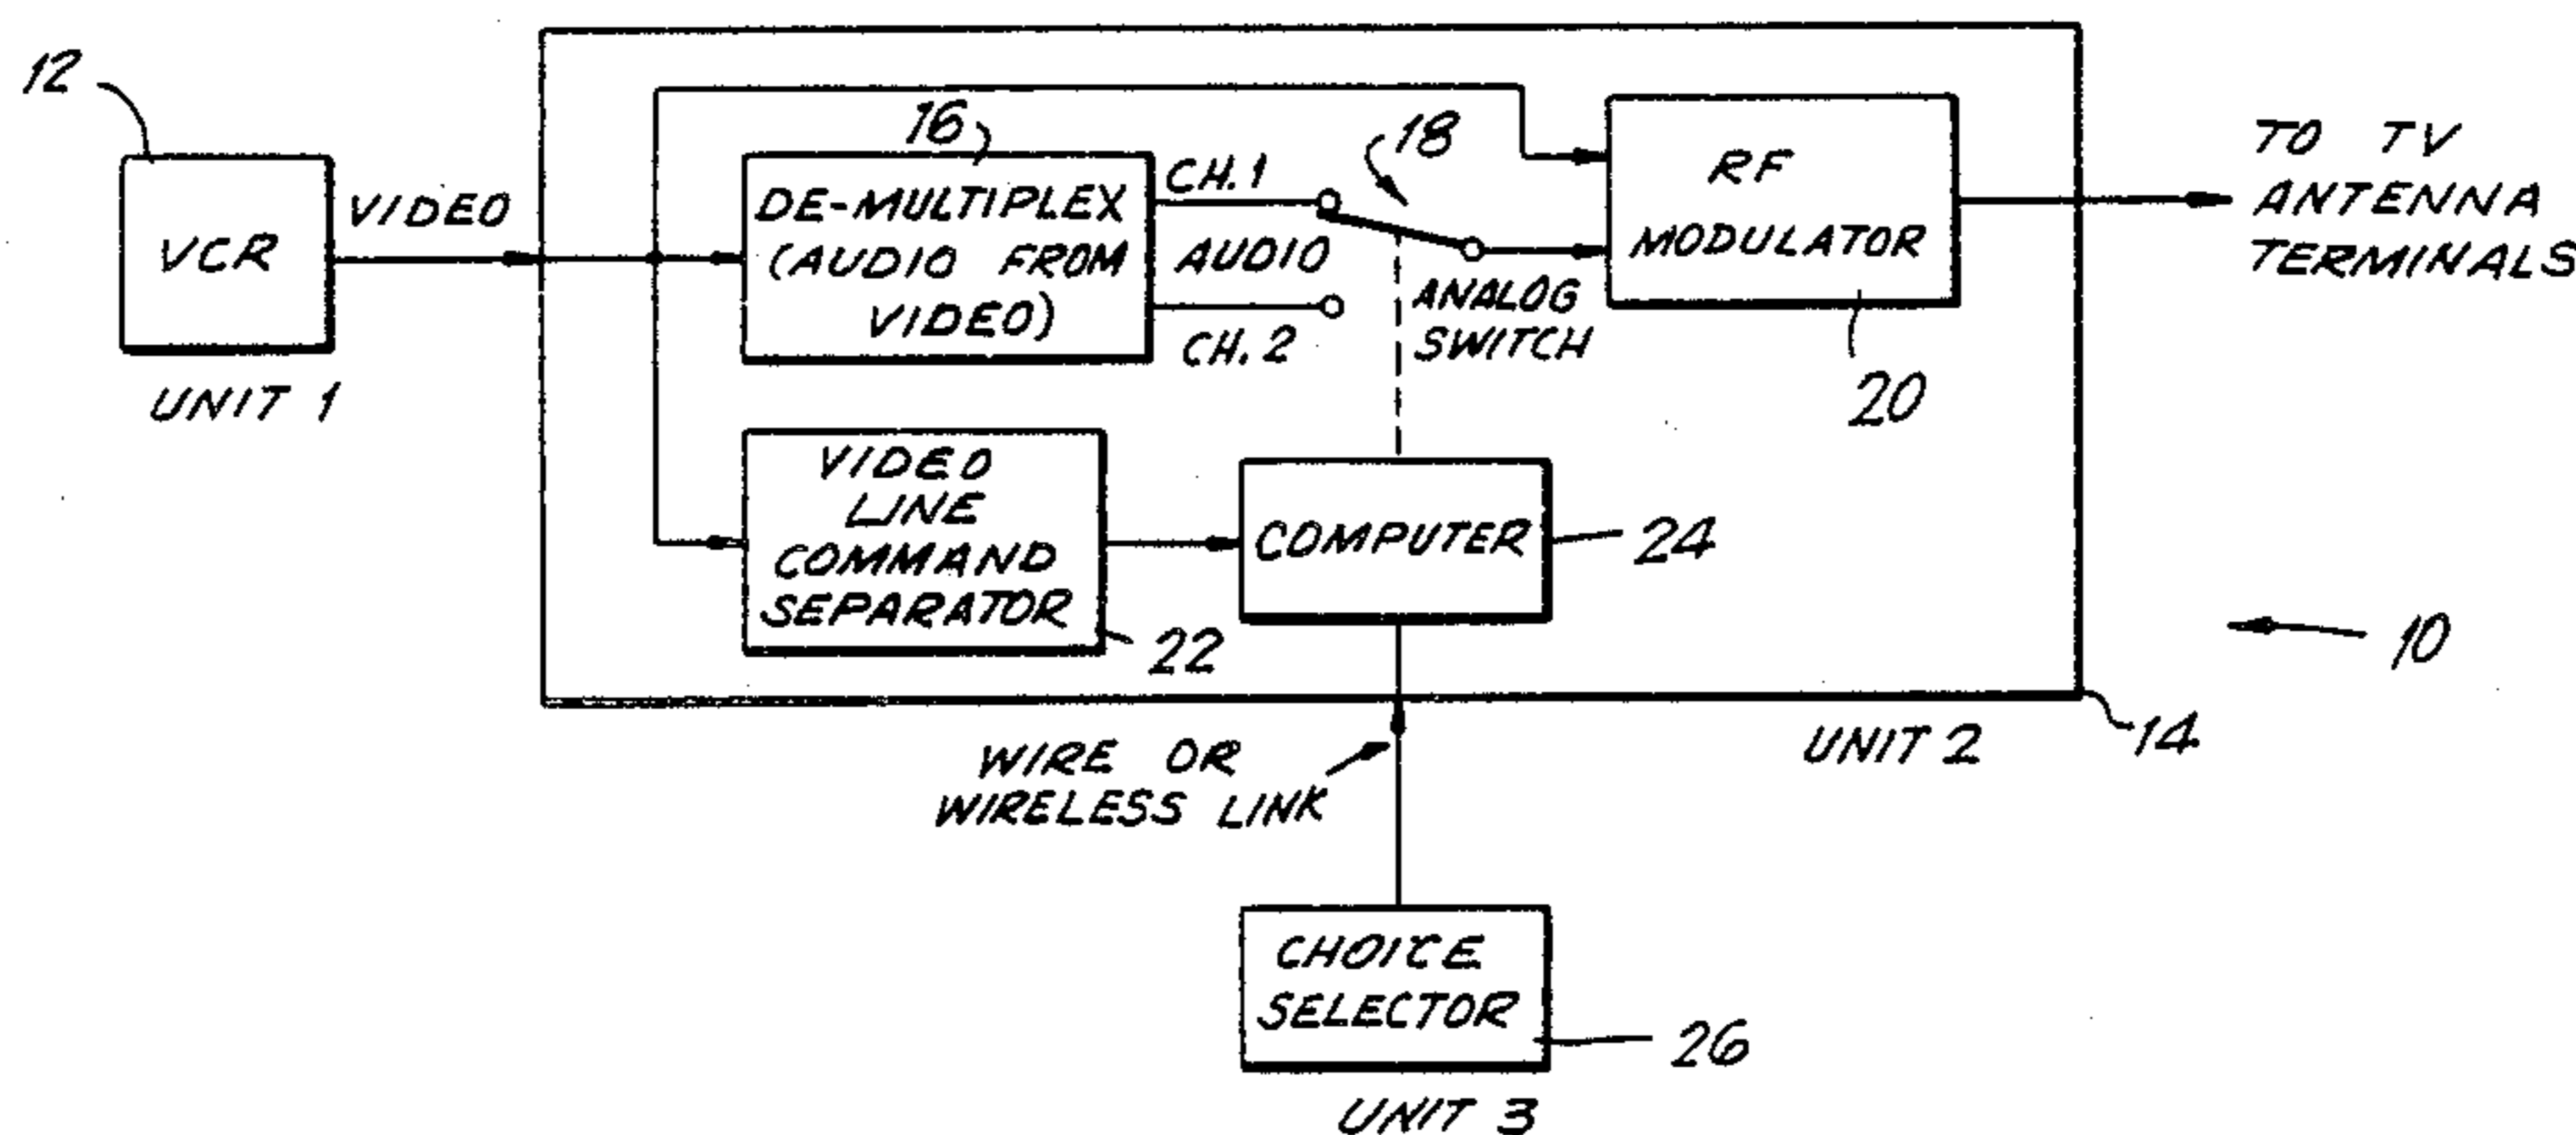 12
VCR
UNIT 1
VIDEO
16
DE-MULTIPLEX
(AUDIO FROM
VIDEO)
CH. 1
AUDIO
CH. 2
18
ANALOG
SWITCH
RF
MODULATOR
20
TO TV
ANTENNA
TERMINALS
VIDEO
LINE
COMMAND
SEPARATOR
22
COMPUTER
24
10
14
UNIT 2
WIRE OR
WIRELESS LINK
CHOICE
SELECTOR
26
UNIT 3